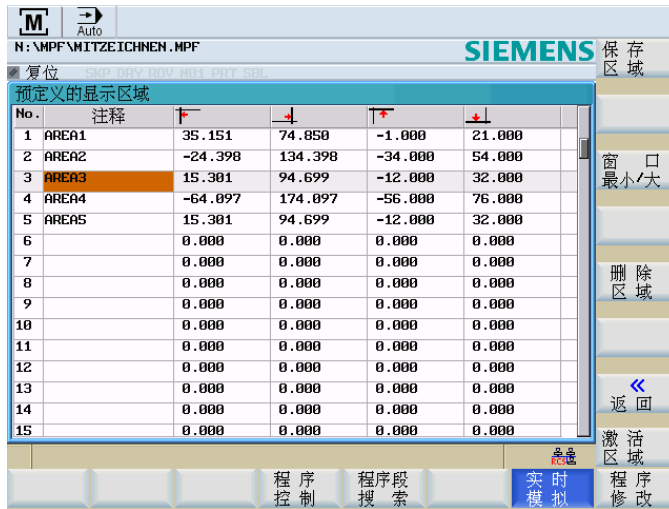 M Auto
N:\MPF\MITZEICHNEN.MPF SIEMENS
复位 SKP DRY ROV M01 PRT SBL
预定义的显示区域
No. 注释
1 AREA1 35.151 74.850 -1.000 21.000
2 AREA2 -24.398 134.398 -34.000 54.000
3 AREA3 15.301 94.699 -12.000 32.000
4 AREA4 -64.097 174.097 -56.000 76.000
5 AREA5 15.301 94.699 -12.000 32.000
6 0.000 0.000 0.000 0.000
7 0.000 0.000 0.000 0.000
8 0.000 0.000 0.000 0.000
9 0.000 0.000 0.000 0.000
10 0.000 0.000 0.000 0.000
11 0.000 0.000 0.000 0.000
12 0.000 0.000 0.000 0.000
13 0.000 0.000 0.000 0.000
14 0.000 0.000 0.000 0.000
15 0.000 0.000 0.000 0.000
保存
区域
窗口
最小/大
删除
区域
«
返回
激活
区域
RCS
程序
控制
程序段
搜索
实时
模拟
程序
修改